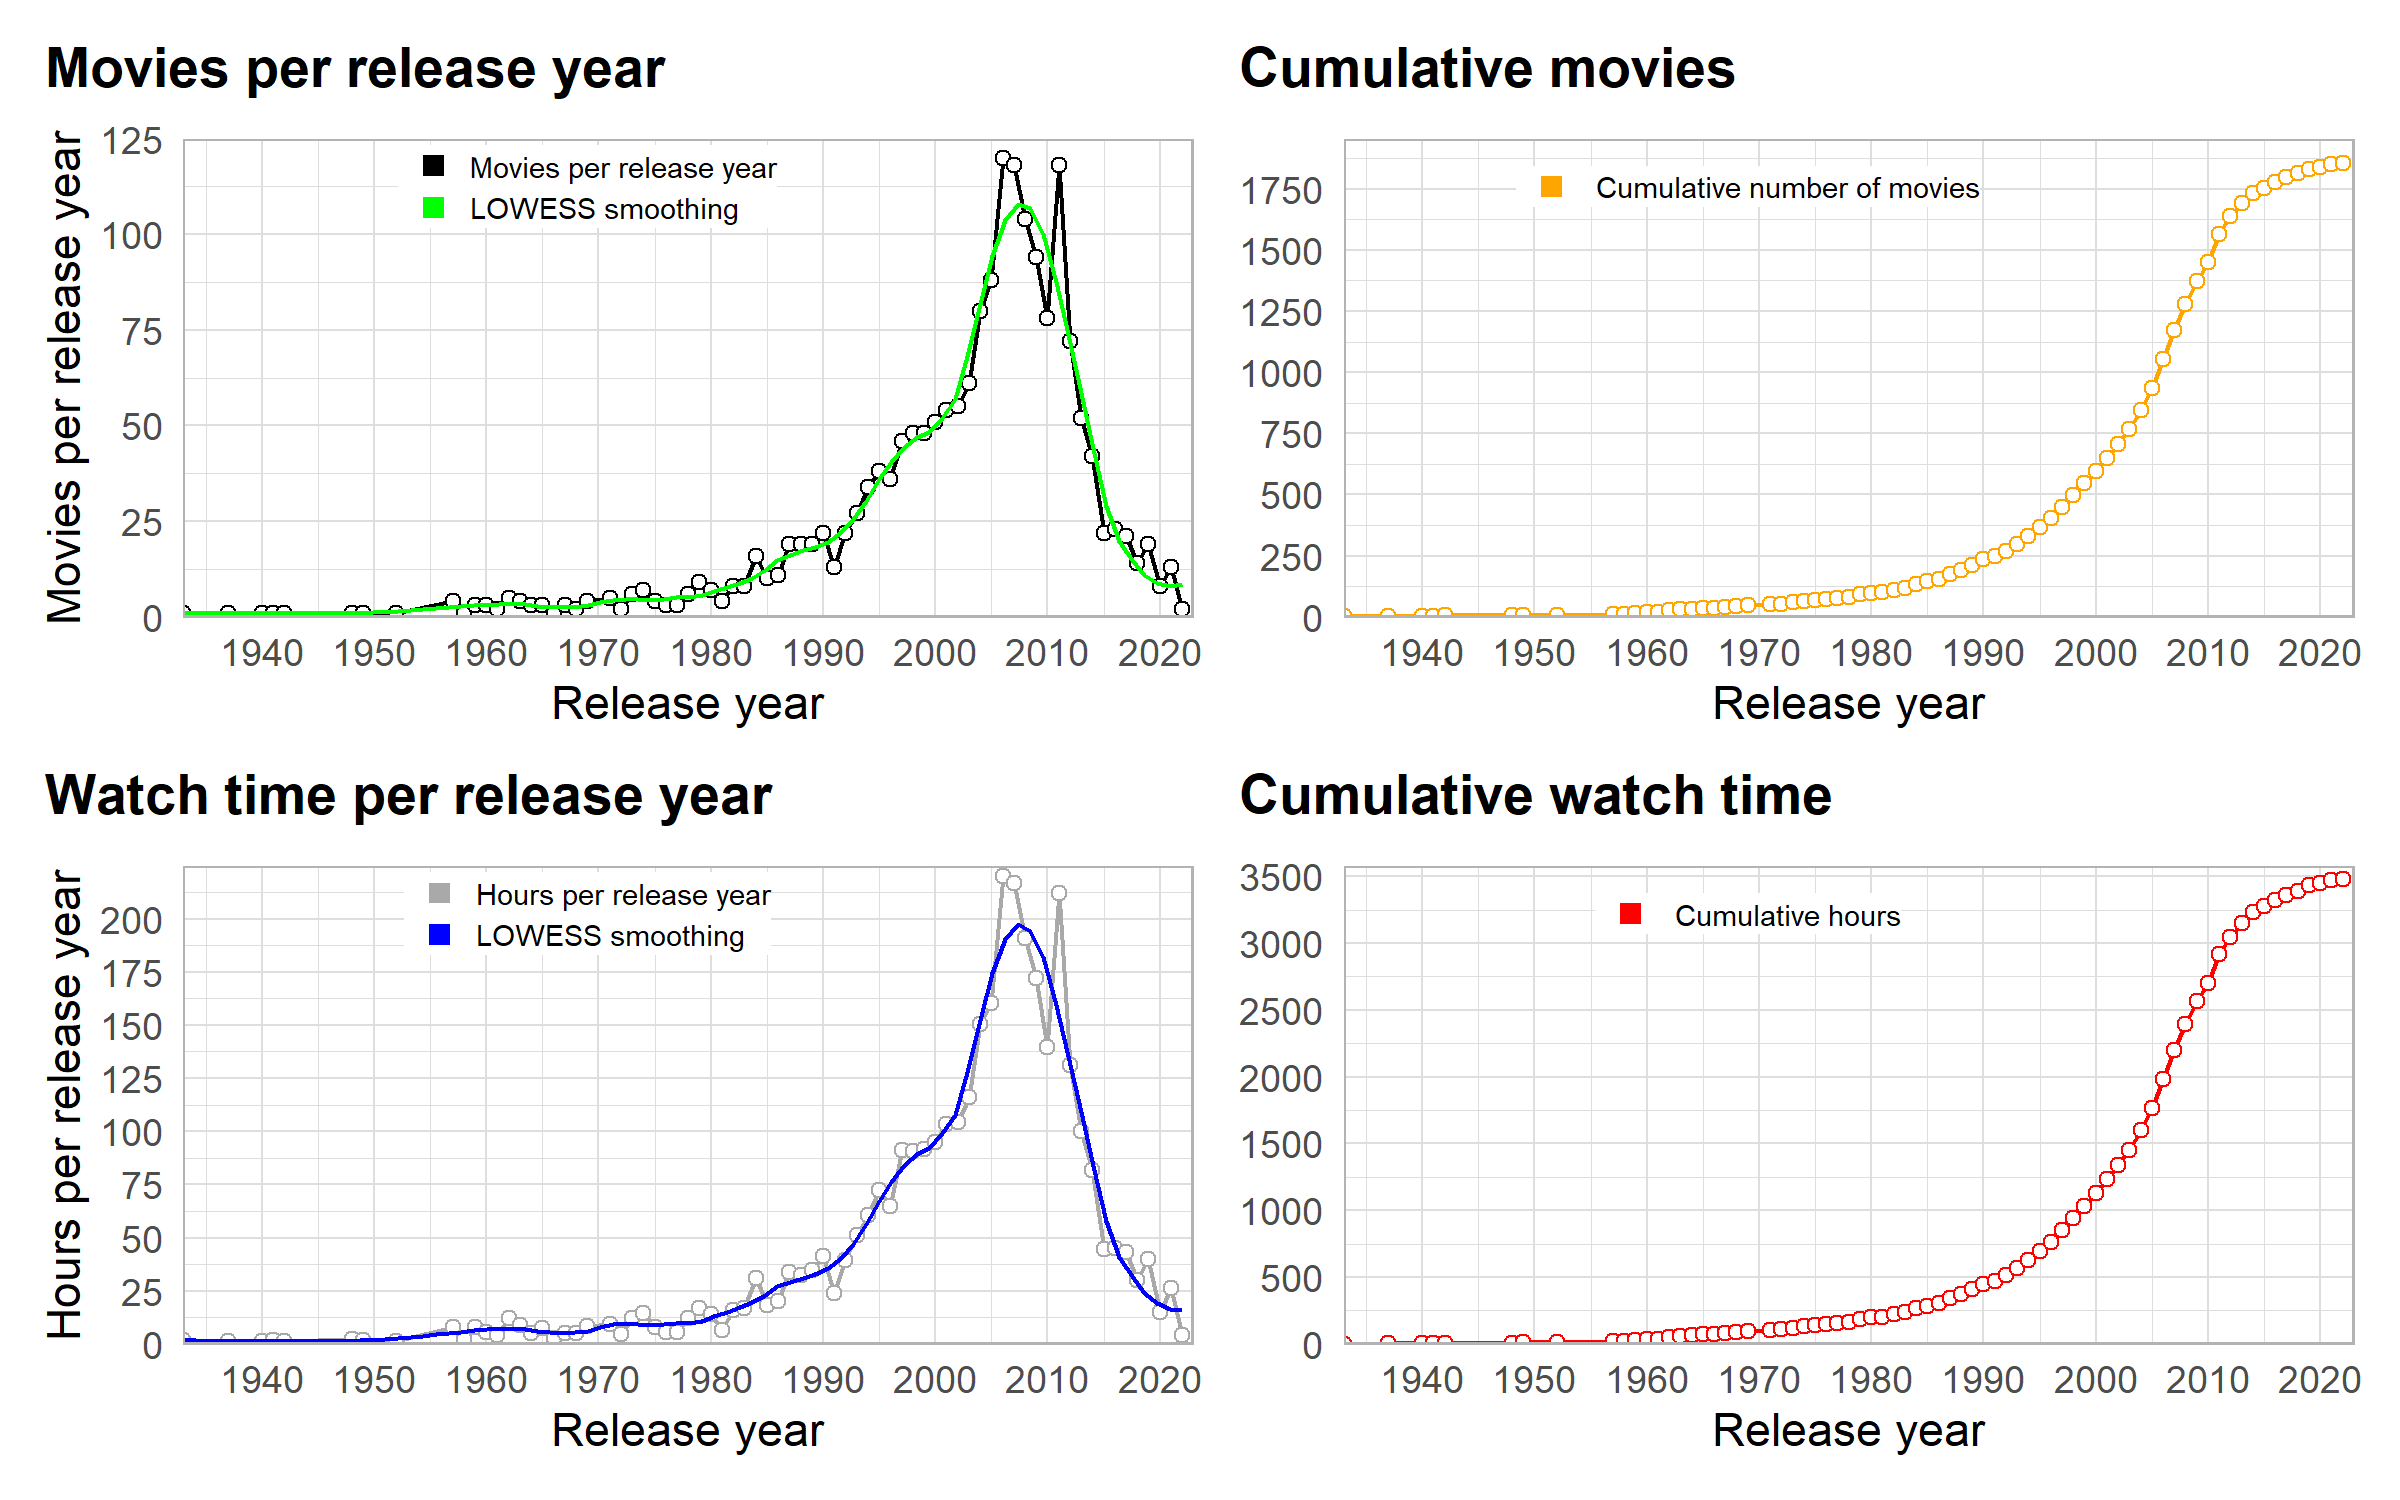 Movies per release year
Movies per release year
125
100
75
50
25
0
Movies per release year
LOWESS smoothing
1940 1950 1960 1970 1980 1990 2000 2010 2020
Release year
Cumulative movies
1750
1500
1250
1000
750
500
250
0
Cumulative number of movies
1940 1950 1960 1970 1980 1990 2000 2010 2020
Release year
Watch time per release year
Hours per release year
200
175
150
125
100
75
50
25
0
Hours per release year
LOWESS smoothing
1940 1950 1960 1970 1980 1990 2000 2010 2020
Release year
Cumulative watch time
3500
3000
2500
2000
1500
1000
500
0
Cumulative hours
1940 1950 1960 1970 1980 1990 2000 2010 2020
Release year